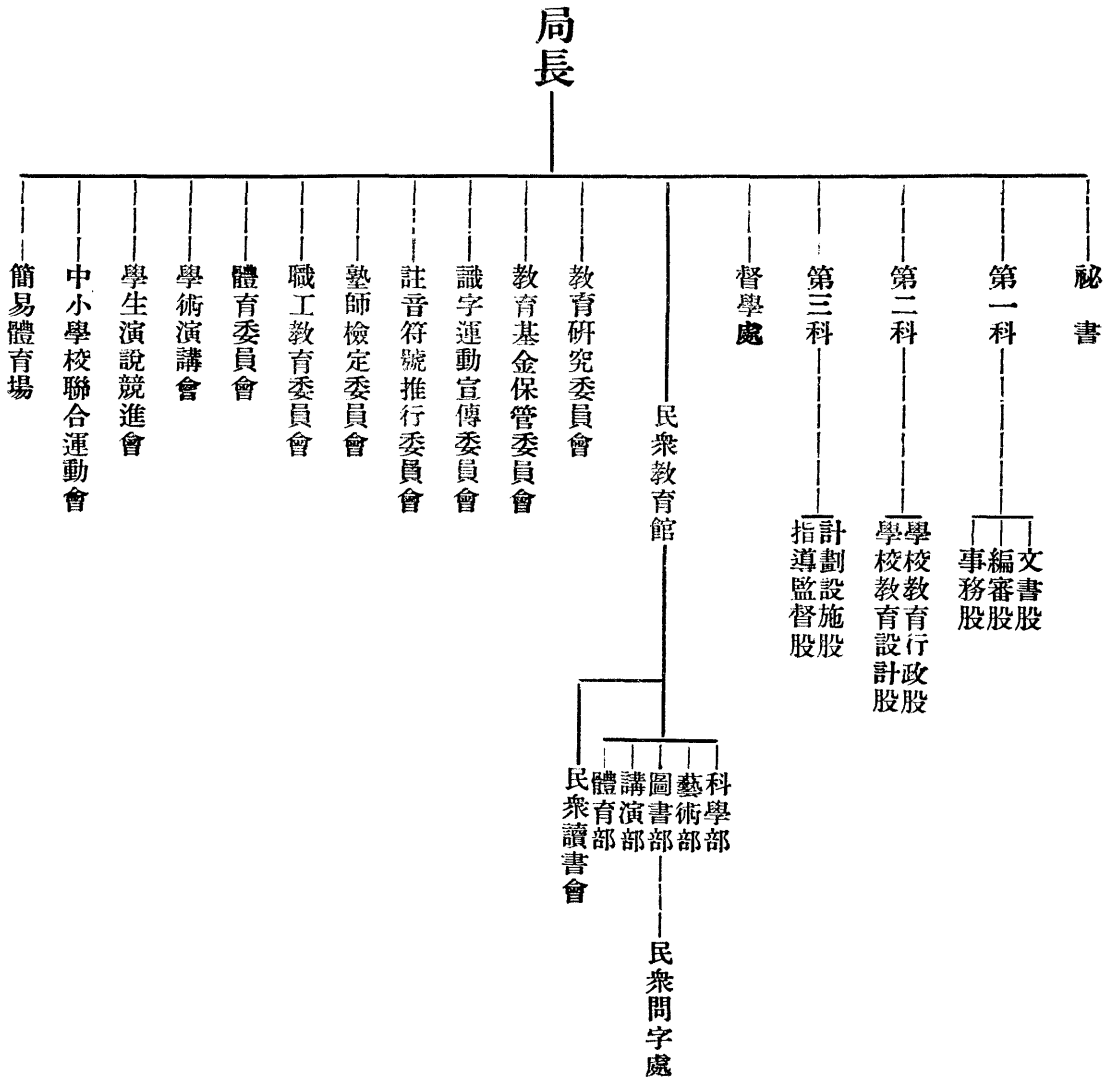 局長
祕書
第一科
文書股
編審股
事務股
第二科
學校教育行政股
學校教育設計股
第三科
計劃設施股
指導監督股
督學處
民衆教育館
科學部
藝術部
圖書部
民衆問字處
講演部
體育部
民衆讀書會
教育研究委員會
教育基金保管委員會
識字運動宣傳委員會
註音符號推行委員會
塾師檢定委員會
職工教育委員會
體育委員會
學術演講會
學生演說競進會
中小學校聯合運動會
簡易體育場